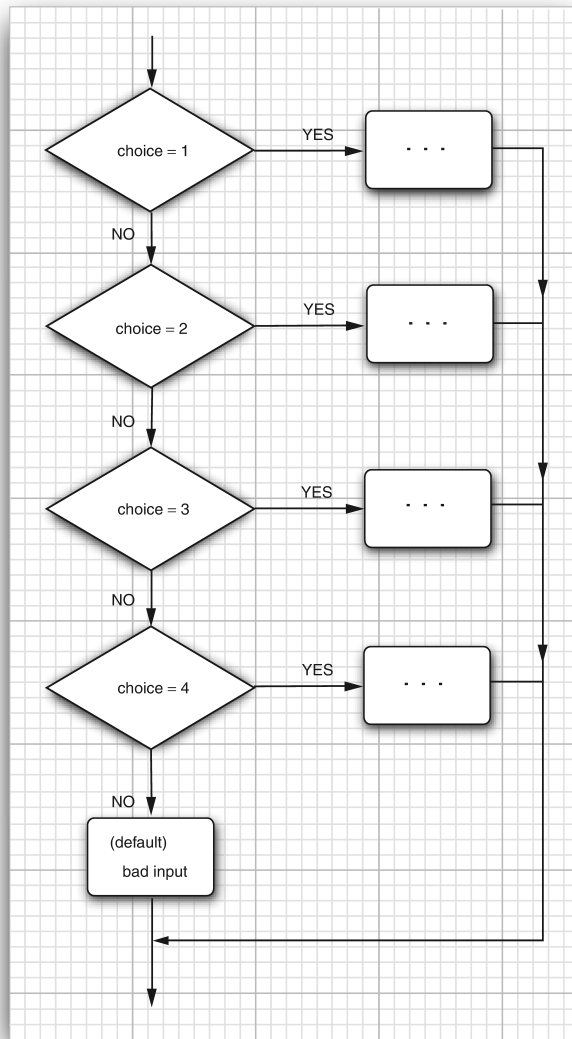 choice = 1
YES
. . .
NO
choice = 2
YES
. . .
NO
choice = 3
YES
. . .
NO
choice = 4
YES
. . .
NO
(default)
bad input